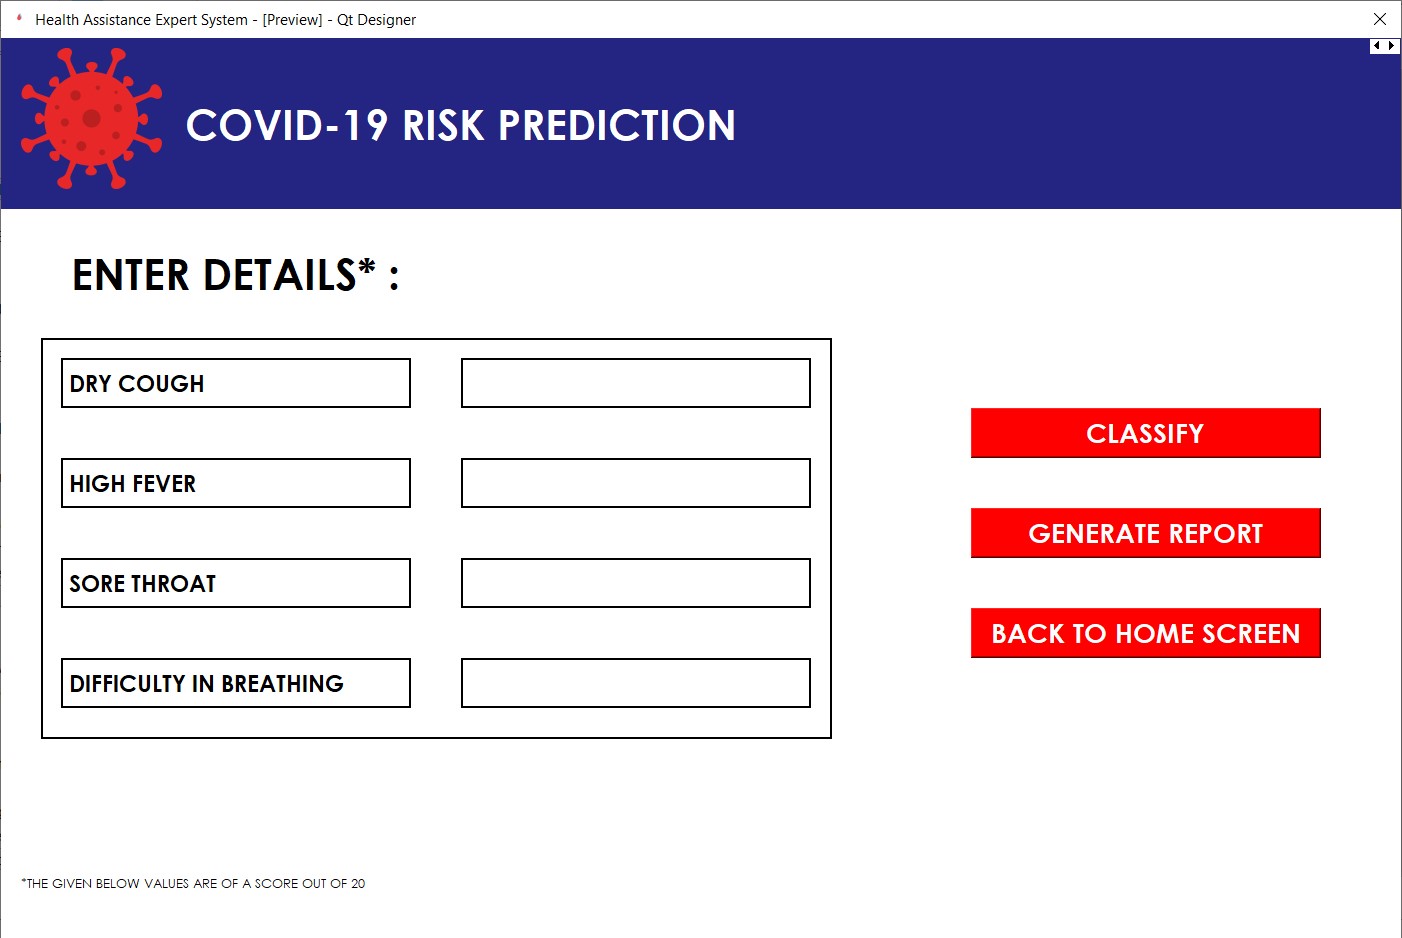 Health Assistance Expert System - [Preview] - Qt Designer
COVID-19 RISK PREDICTION
ENTER DETAILS* :
DRY COUGH
HIGH FEVER
SORE THROAT
DIFFICULTY IN BREATHING
CLASSIFY
GENERATE REPORT
BACK TO HOME SCREEN
*THE GIVEN BELOW VALUES ARE OF A SCORE OUT OF 20